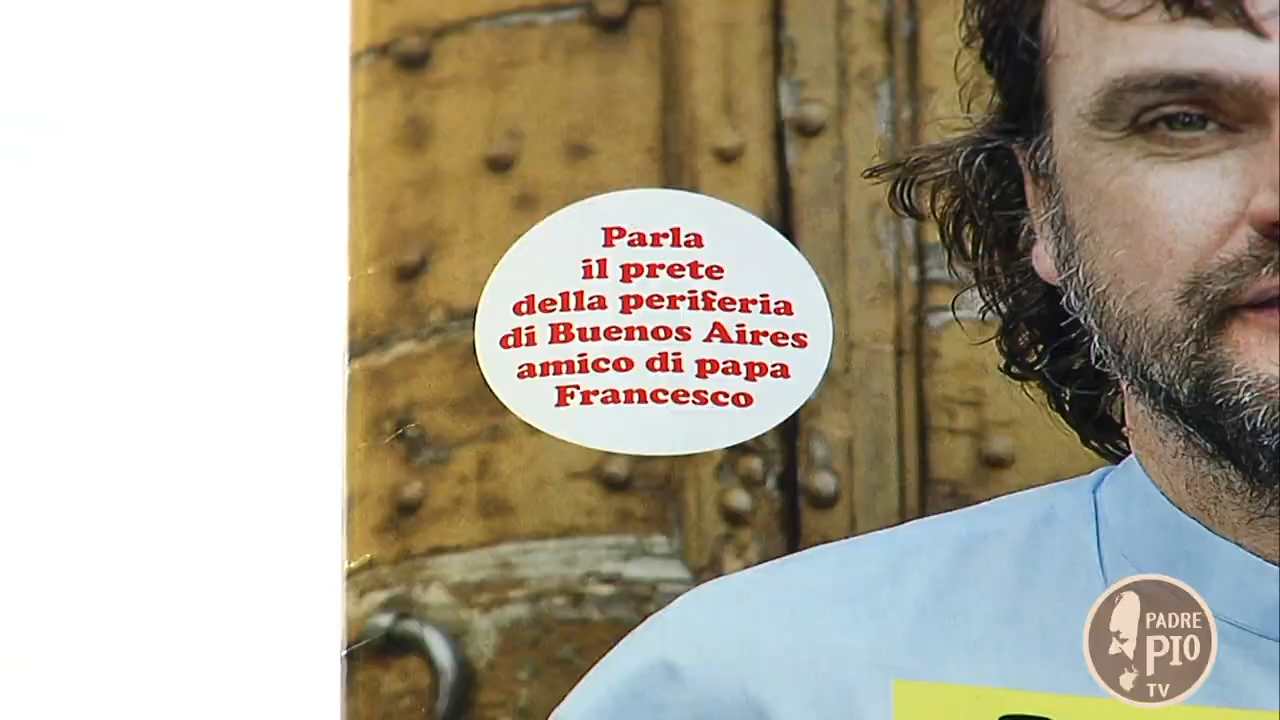 Parla
il prete
della periferia
di Buenos Aires
amico di papa
Francesco
PADRE
PIO
TV